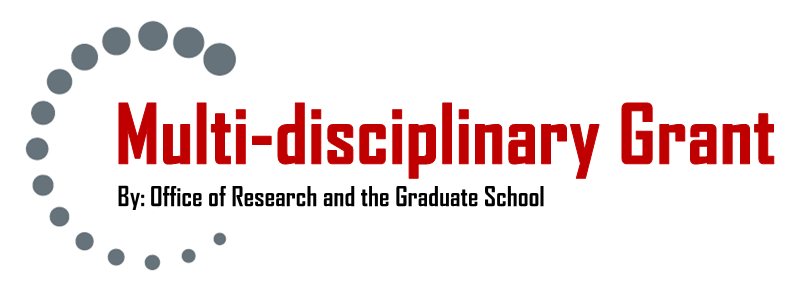 Multi-disciplinary Grant
By: Office of Research and the Graduate School